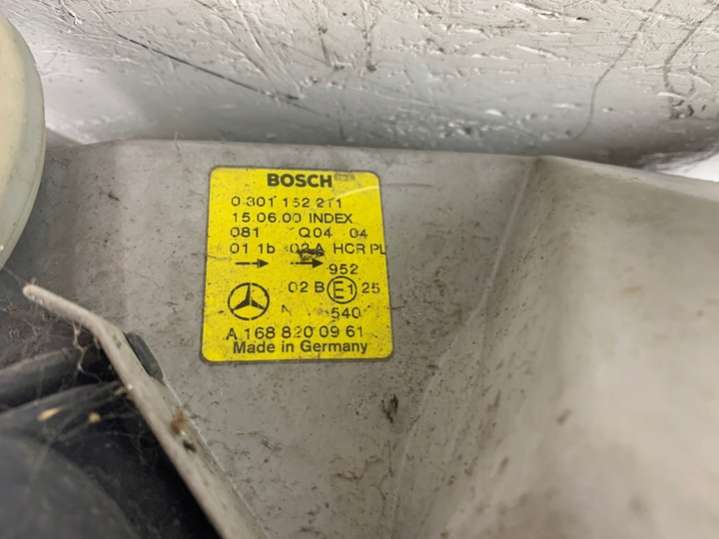 BOSCH
0 301 152 211
15.06.00 INDEX
081 Q04 04
01 1b 02 A HCR PL
952
02 B E1 25
540
A 168 820 09 61
Made in Germany